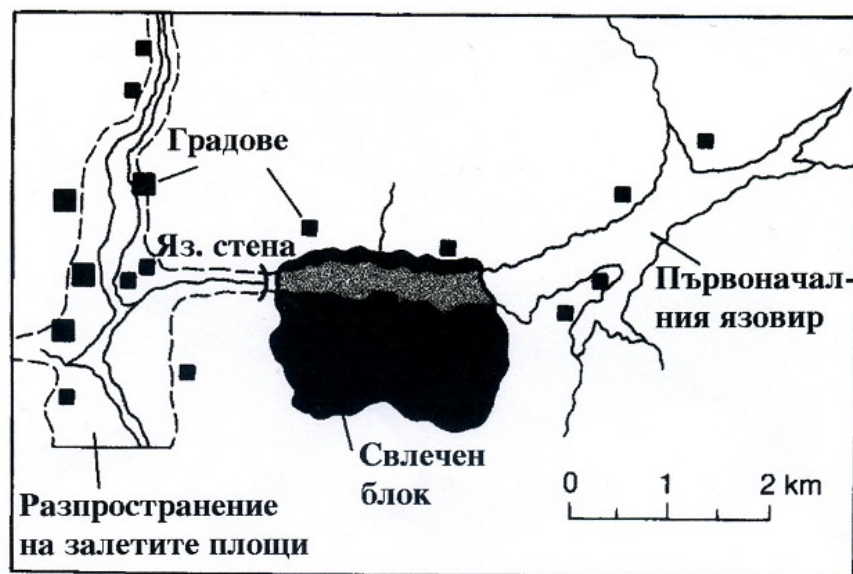 Градове
Яз. стена
Първоначал-
ния язовир
Свлечен
блок
0 1 2 km
Разпространение
на залетите площи